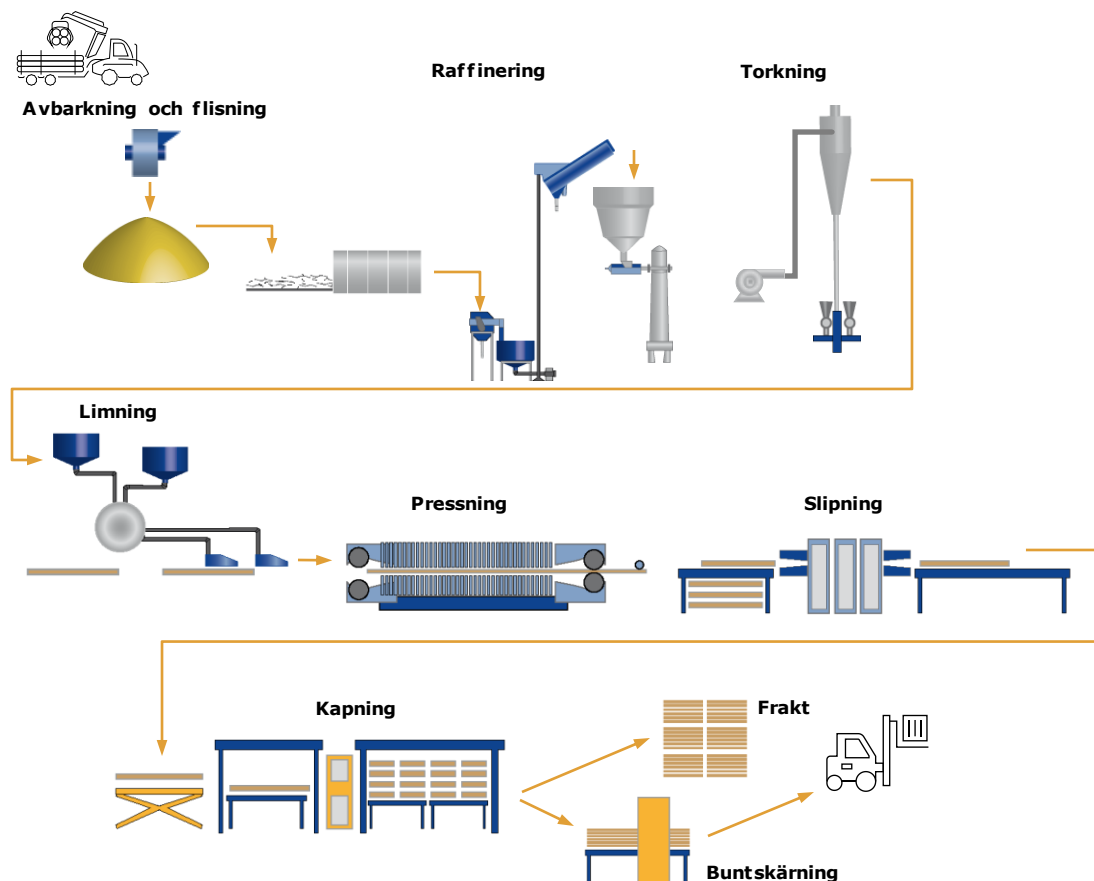 Raffinering
Torkning
Avbarkning och flisning
Limning
Pressning
Slipning
Kapning
Frakt
Buntskärning